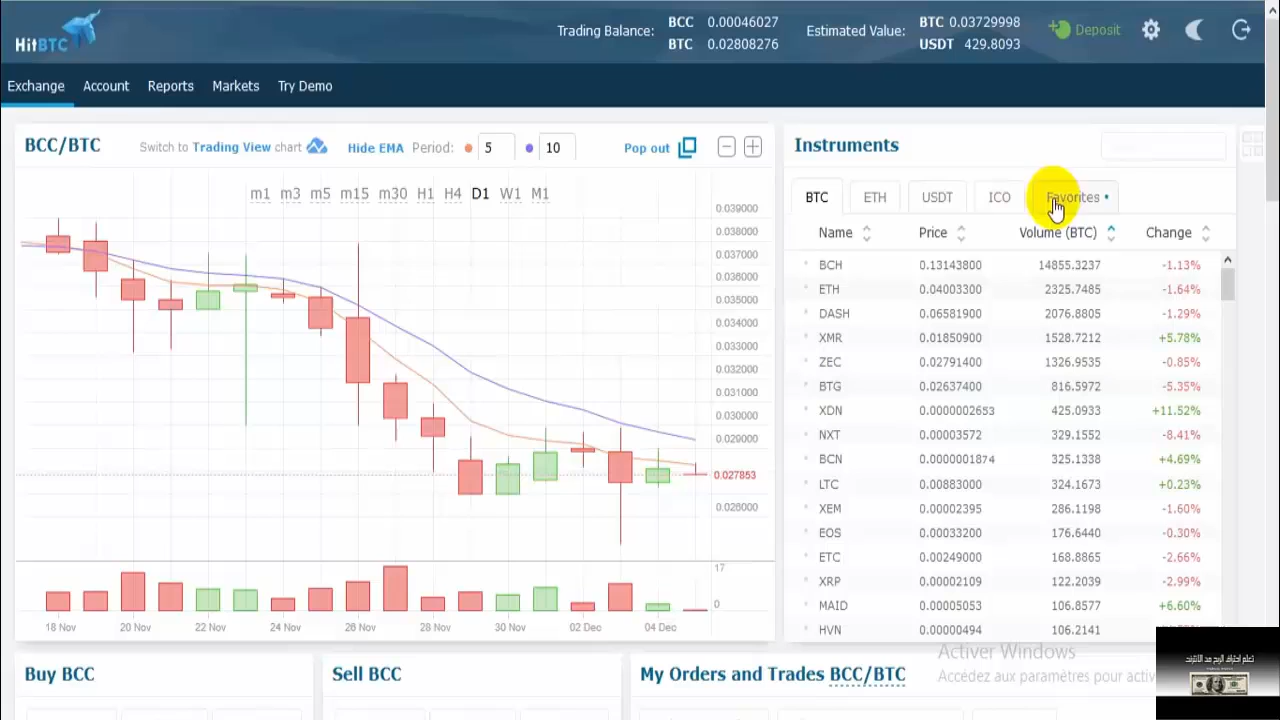 HitBTC
Trading Balance: BCC 0.00046027
BTC 0.02808276
Estimated Value: BTC 0.03729998
USDT 429.8093
Deposit
Exchange Account Reports Markets Try Demo
BCC/BTC Switch to Trading View chart Hide EMA Period: 5 10 Pop out
m1 m3 m5 m15 m30 H1 H4 D1 W1 M1
0.039000
0.038000
0.037000
0.036000
0.035000
0.034000
0.033000
0.032000
0.031000
0.030000
0.029000
0.027853
0.026000
17
0
18 Nov 20 Nov 22 Nov 24 Nov 26 Nov 28 Nov 30 Nov 02 Dec 04 Dec
Instruments
BTC ETH USDT ICO Favorites
Name Price Volume (BTC) Change
BCH 0.13143800 14855.3237 -1.13%
ETH 0.04003300 2325.7485 -1.64%
DASH 0.06581900 2076.8805 -1.29%
XMR 0.01850900 1528.7212 +5.78%
ZEC 0.02791400 1326.9535 -0.85%
BTG 0.02637400 816.5972 -5.35%
XDN 0.0000002653 425.0933 +11.52%
NXT 0.00003572 329.1552 -8.41%
BCN 0.0000001874 325.1338 +4.69%
LTC 0.00883000 324.1673 +0.23%
XEM 0.00002395 286.1198 -1.60%
EOS 0.00033200 176.6440 -0.30%
ETC 0.00249000 168.8865 -2.66%
XRP 0.00002109 122.2039 -2.99%
MAID 0.00005053 106.8577 +6.60%
HVN 0.00000494 106.2141
Buy BCC
Sell BCC
My Orders and Trades BCC/BTC
Activer Windows
Accédez aux paramètres pour activ
تعلم احتراف الربح من الانترنت